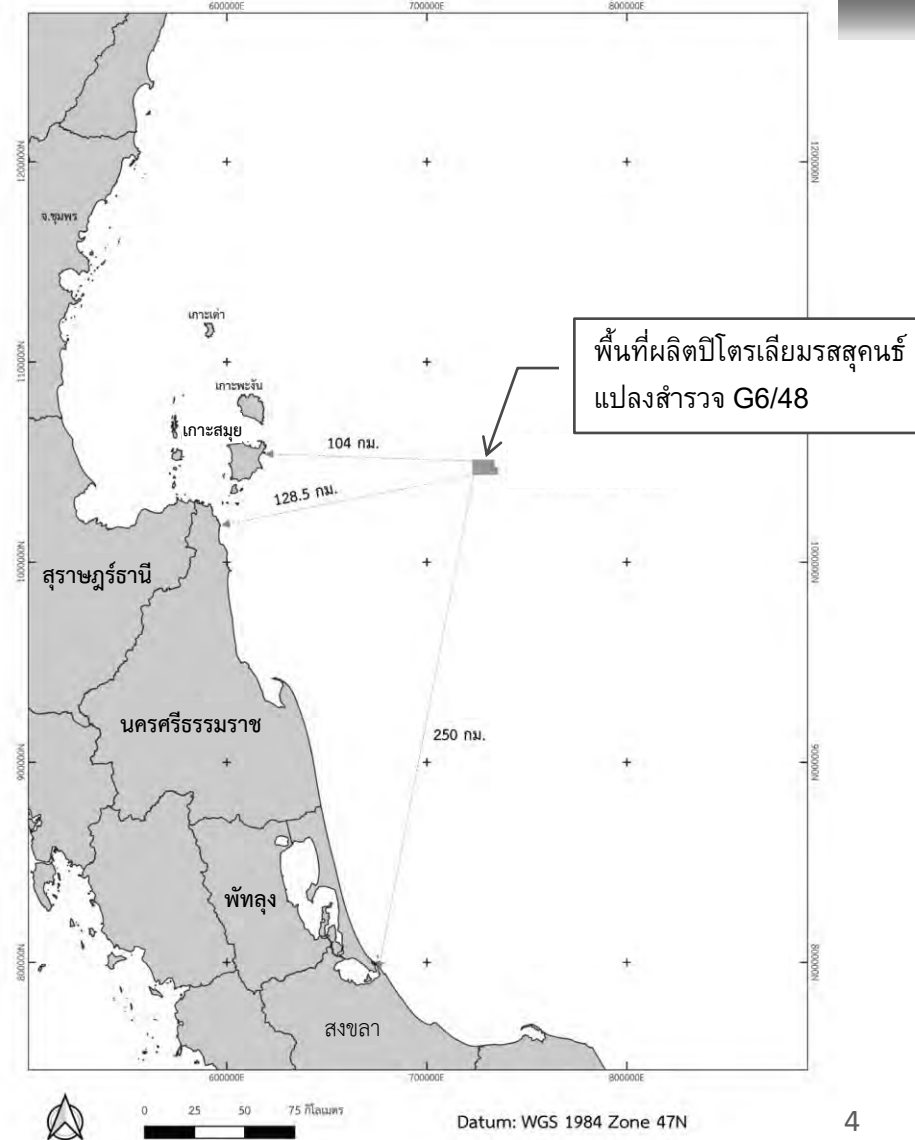 600000E 700000E 800000E
1200000N 1200000N
จ.ชุมพร
เกาะเต่า
1100000N 1100000N
พื้นที่ผลิตปิโตรเลียมรสสุคนธ์
แปลงสำรวจ G6/48
เกาะพะงัน
เกาะสมุย
104 กม.
128.5 กม.
1000000N 1000000N
สุราษฎร์ธานี
นครศรีธรรมราช
250 กม.
900000N 900000N
พัทลุง
800000N 800000N
สงขลา
600000E 700000E 800000E
0 25 50 75 กิโลเมตร
Datum: WGS 1984 Zone 47N
4